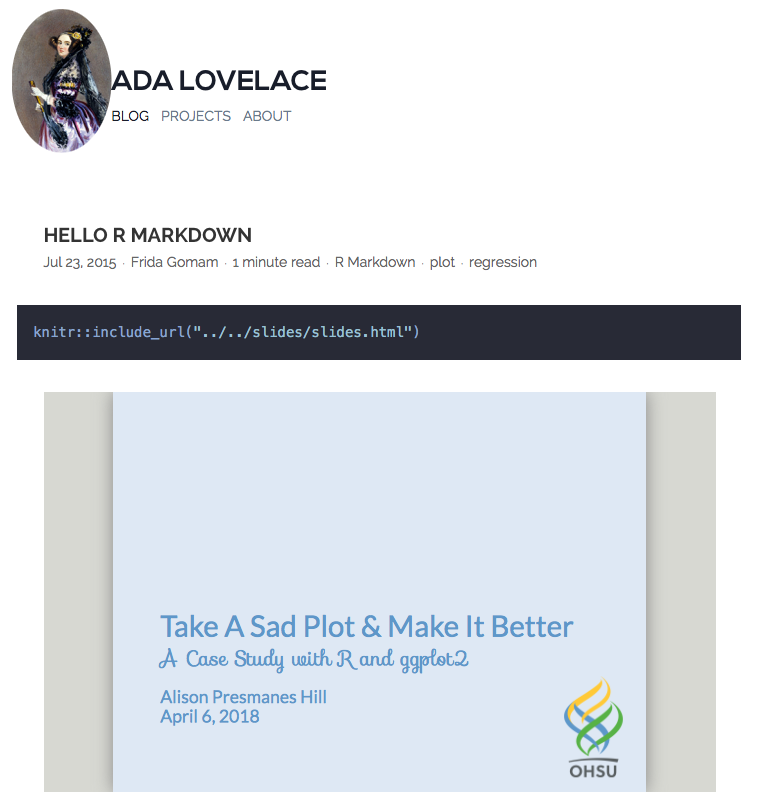 ADA LOVELACE
BLOG PROJECTS ABOUT
HELLO R MARKDOWN
Jul 23, 2015 · Frida Gomam · 1 minute read · R Markdown · plot · regression
knitr::include_url("../../slides/slides.html")
Take A Sad Plot & Make It Better
A Case Study with R and ggplot2
Alison Presmanes Hill
April 6, 2018
OHSU